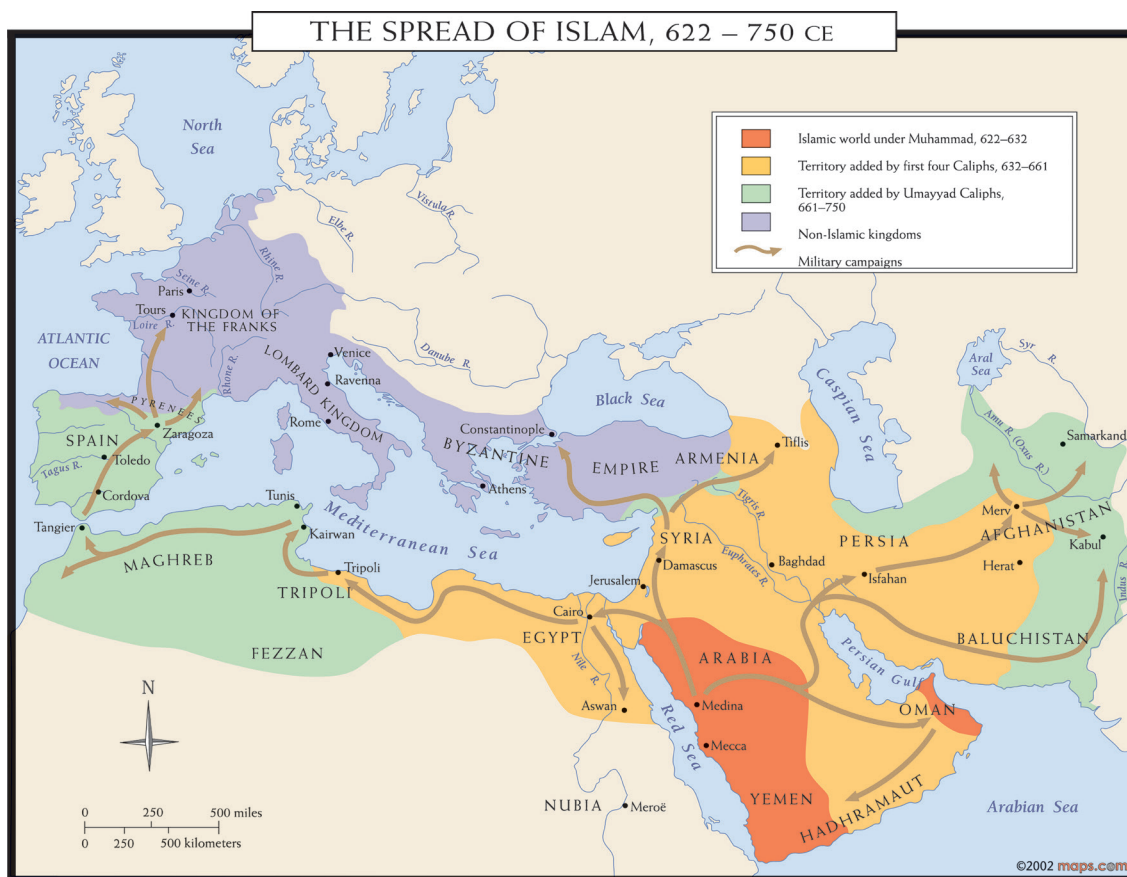 THE SPREAD OF ISLAM, 622 – 750 CE
Islamic world under Muhammad, 622–632
Territory added by first four Caliphs, 632–661
Territory added by Umayyad Caliphs,
661–750
Non-Islamic kingdoms
Military campaigns
North
Sea
Elbe R.
Vistula R.
Rhine R.
Seine R.
Paris
Tours
Loire R.
KINGDOM OF
THE FRANKS
ATLANTIC
OCEAN
Rhone R.
Danube R.
Venice
Ravenna
LOMBARD KINGDOM
Rome
PYRENEES
Zaragoza
SPAIN
Toledo
Tagus R.
Cordova
Black Sea
Constantinople
BYZANTINE
EMPIRE
Athens
ARMENIA
Tiflis
Caspian Sea
Aral
Sea
Syr R.
Amu R. (Oxus R.)
Samarkand
Merv
AFGHANISTAN
Kabul
Herat
Indus R.
Tangier
MAGHREB
Tunis
Kairwan
Mediterranean Sea
Tripoli
TRIPOLI
FEZZAN
SYRIA
Damascus
Jerusalem
Tigris R.
Euphrates R.
Baghdad
PERSIA
Isfahan
BALUCHISTAN
Cairo
EGYPT
Nile R.
Aswan
ARABIA
Medina
Mecca
Red Sea
Persian Gulf
OMAN
YEMEN
HADHRAMAUT
NUBIA
Meroë
Arabian Sea
N
0 250 500 miles
0 250 500 kilometers
©2002 maps.com